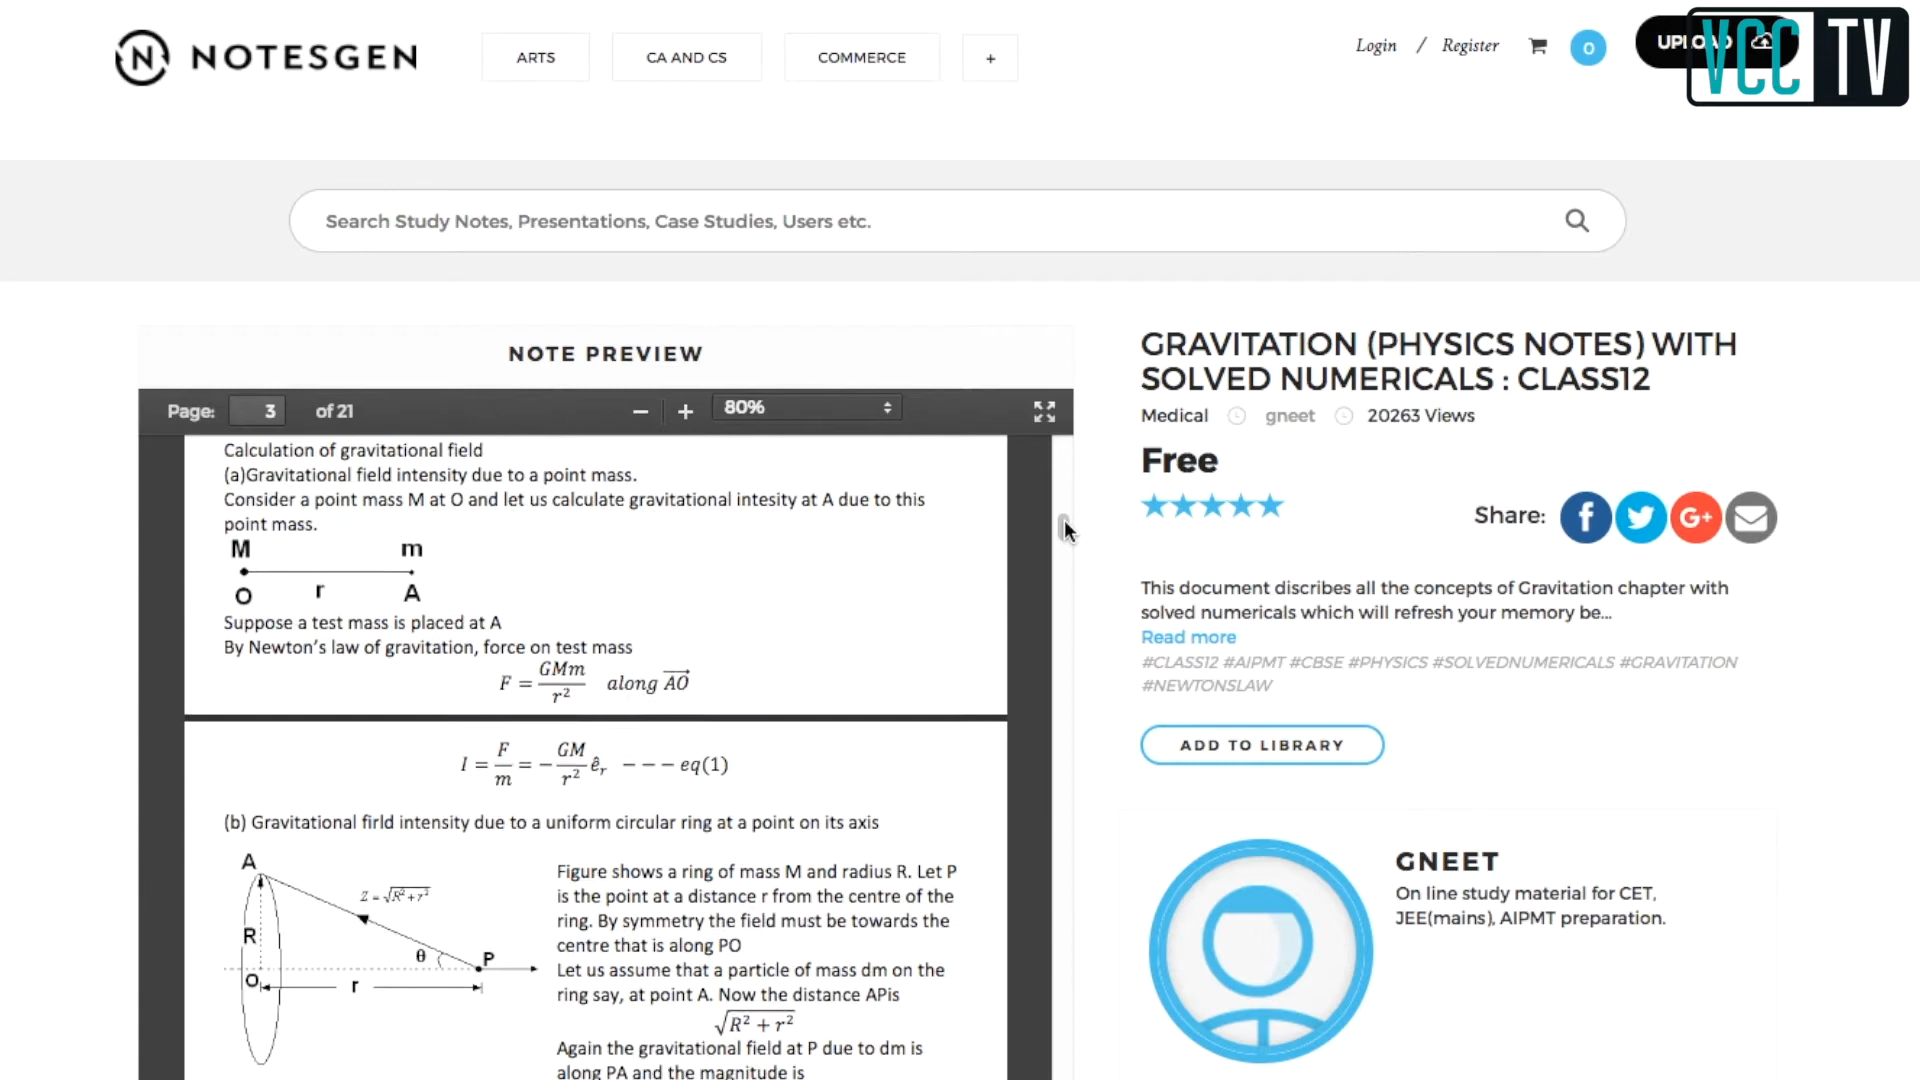 NOTESGEN
ARTS
CA AND CS
COMMERCE
+
Login / Register
0
UPLOAD
VCC TV
Search Study Notes, Presentations, Case Studies, Users etc.
NOTE PREVIEW
Page: 3 of 21
− + 80%
Calculation of gravitational field
(a)Gravitational field intensity due to a point mass.
Consider a point mass M at O and let us calculate gravitational intesity at A due to this
point mass.
M m
O r A
Suppose a test mass is placed at A
By Newton's law of gravitation, force on test mass
F = GMm/r² along AO
I = F/m = − GM/r² ê_r − − − eq(1)
(b) Gravitational firld intensity due to a uniform circular ring at a point on its axis
A
Z = √R²+r²
R
θ P
O r
Figure shows a ring of mass M and radius R. Let P
is the point at a distance r from the centre of the
ring. By symmetry the field must be towards the
centre that is along PO
Let us assume that a particle of mass dm on the
ring say, at point A. Now the distance APis
√R² + r²
Again the gravitational field at P due to dm is
along PA and the magnitude is
GRAVITATION (PHYSICS NOTES) WITH
SOLVED NUMERICALS : CLASS12
Medical gneet 20263 Views
Free
Share: f G+
This document discribes all the concepts of Gravitation chapter with
solved numericals which will refresh your memory be...
Read more
#CLASS12 #AIPMT #CBSE #PHYSICS #SOLVEDNUMERICALS #GRAVITATION
#NEWTONSLAW
ADD TO LIBRARY
GNEET
On line study material for CET,
JEE(mains), AIPMT preparation.